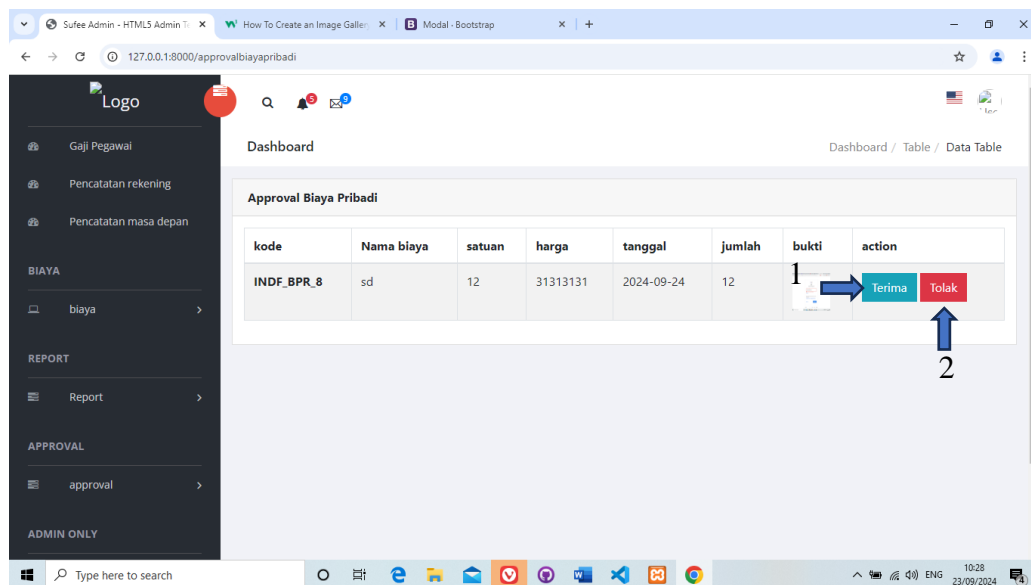 Sufee Admin - HTML5 Admin Te
How To Create an Image Gallery
Modal · Bootstrap
127.0.0.1:8000/approvalbiayapribadi
Logo
5
9
Gaji Pegawai
Pencatatan rekening
Pencatatan masa depan
BIAYA
biaya
REPORT
Report
APPROVAL
approval
ADMIN ONLY
Dashboard
Dashboard / Table / Data Table
Approval Biaya Pribadi
kode Nama biaya satuan harga tanggal jumlah bukti action
INDF_BPR_8 sd 12 31313131 2024-09-24 12 1 Terima Tolak
2
Type here to search
ENG
10:28
23/09/2024